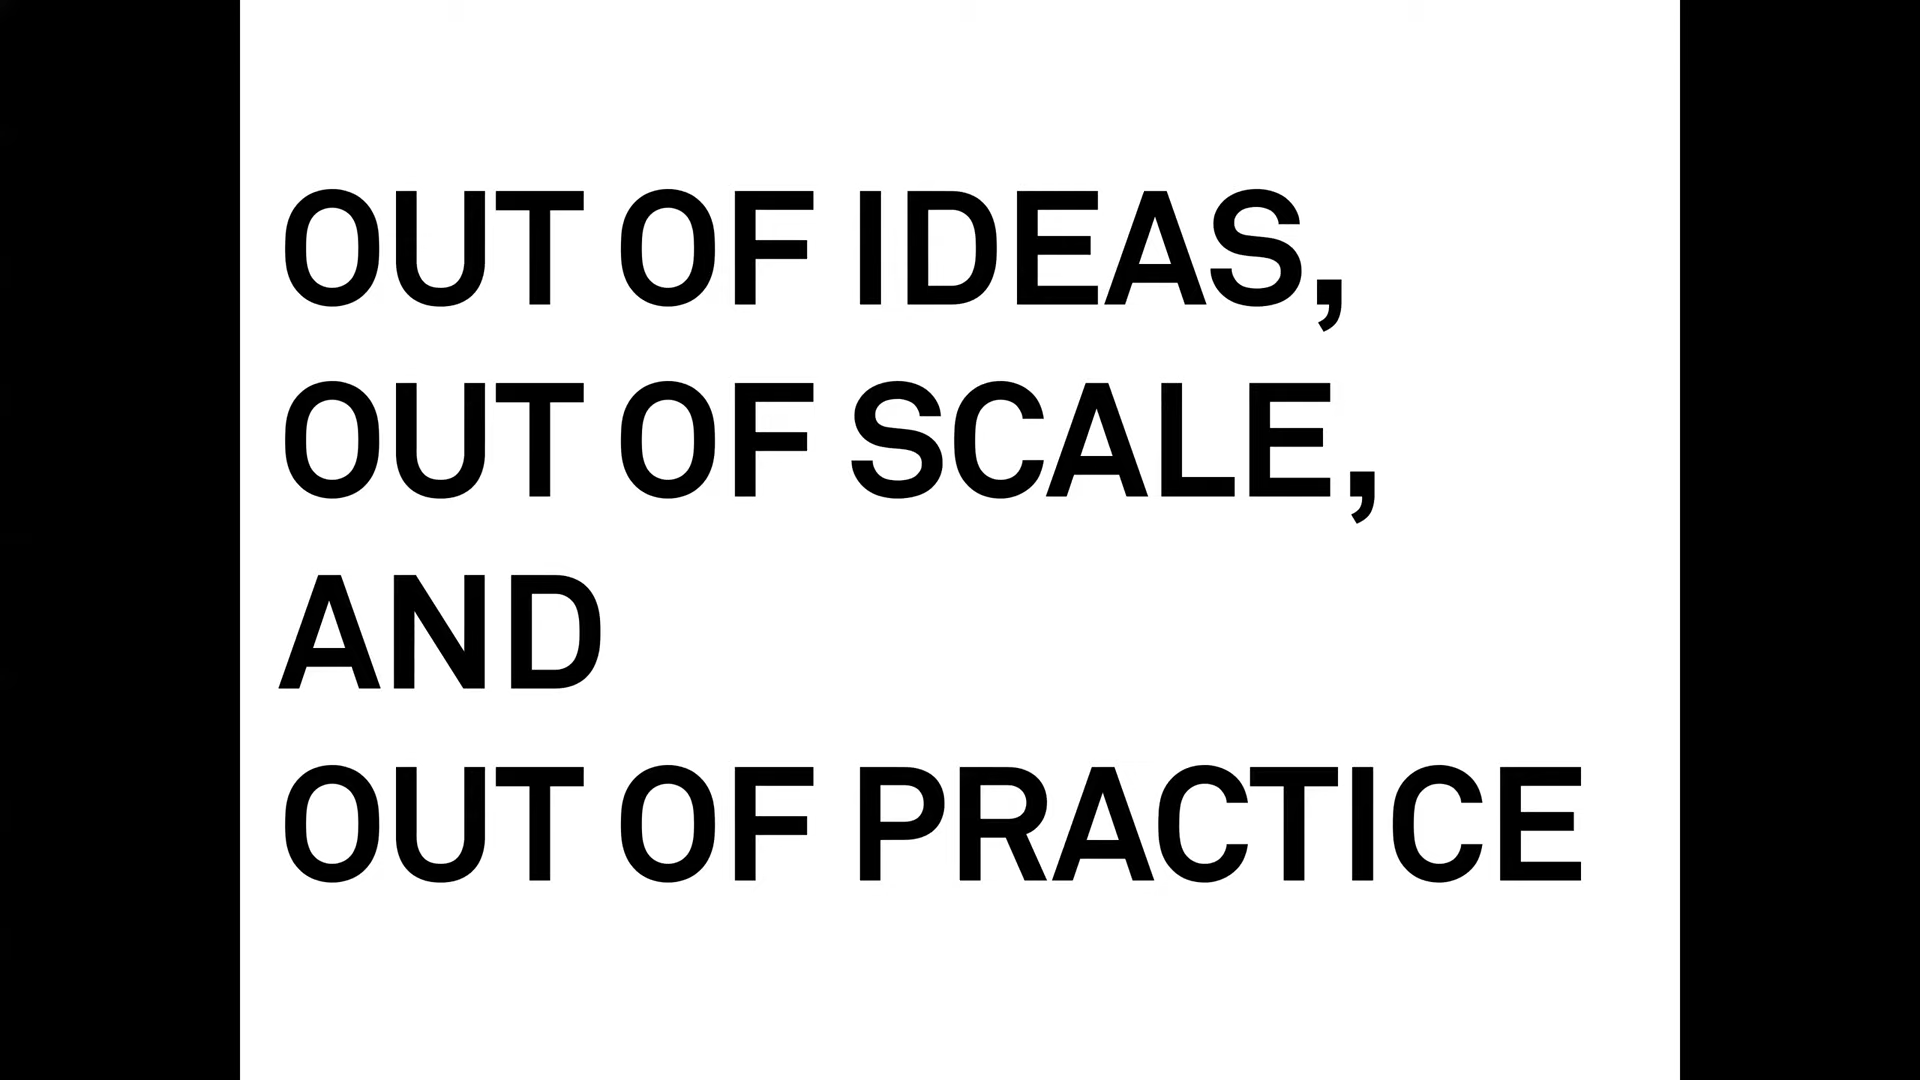 OUT OF IDEAS,
OUT OF SCALE,
AND
OUT OF PRACTICE